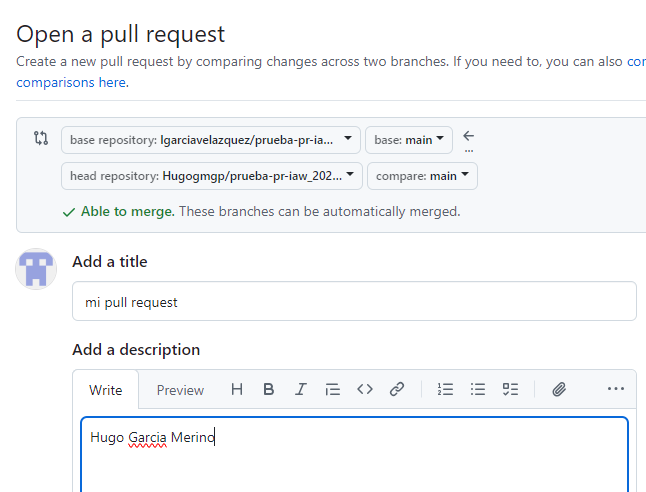 Open a pull request
Create a new pull request by comparing changes across two branches. If you need to, you can also
comparisons here.
base repository: lgarciavelazquez/prueba-pr-ia... base: main
head repository: Hugogmgp/prueba-pr-iaw_202... compare: main
Able to merge. These branches can be automatically merged.
Add a title
mi pull request
Add a description
Write Preview
Hugo Garcia Merino